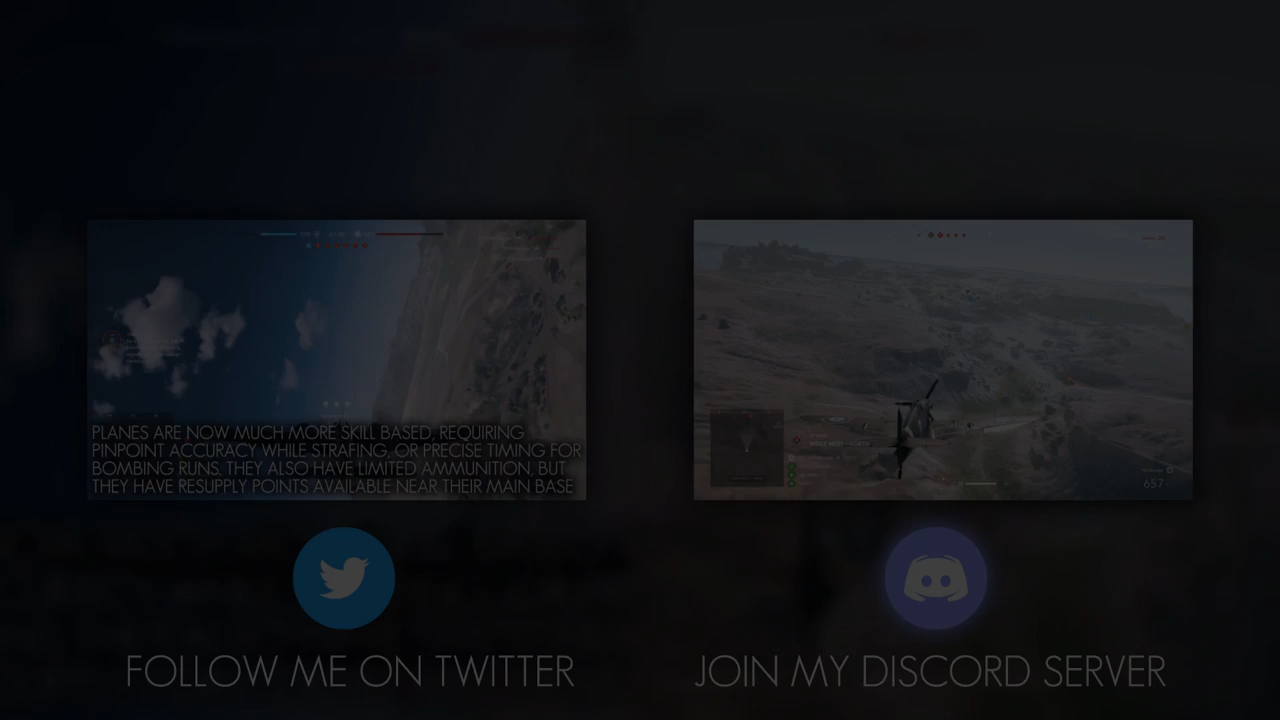 PLANES ARE NOW MUCH MORE SKILL BASED, REQUIRING
PINPOINT ACCURACY WHILE STRAFING, OR PRECISE TIMING FOR
BOMBING RUNS. THEY ALSO HAVE LIMITED AMMUNITION, BUT
THEY HAVE RESUPPLY POINTS AVAILABLE NEAR THEIR MAIN BASE
657
FOLLOW ME ON TWITTER
JOIN MY DISCORD SERVER